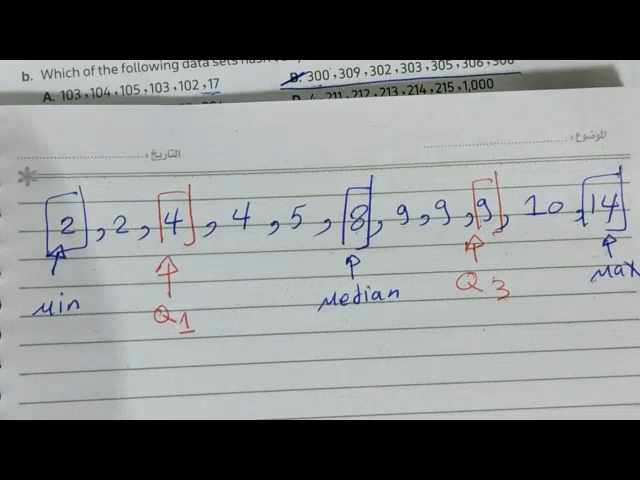 b. Which of the following data sets
A. 103 ، 104 ، 105 ، 103 ، 102 ، 17
B. 300 ، 309 ، 302 ، 303 ، 305 ، 306 ، 300
211 ، 212 ، 213 ، 214 ، 215 ، 1,000
الموضوع:
التاريخ:
2 , 2 , 4 , 4 , 5 , 8 , 9 , 9 , 9 , 10 , 14
Min Q1 Median Q3 Max